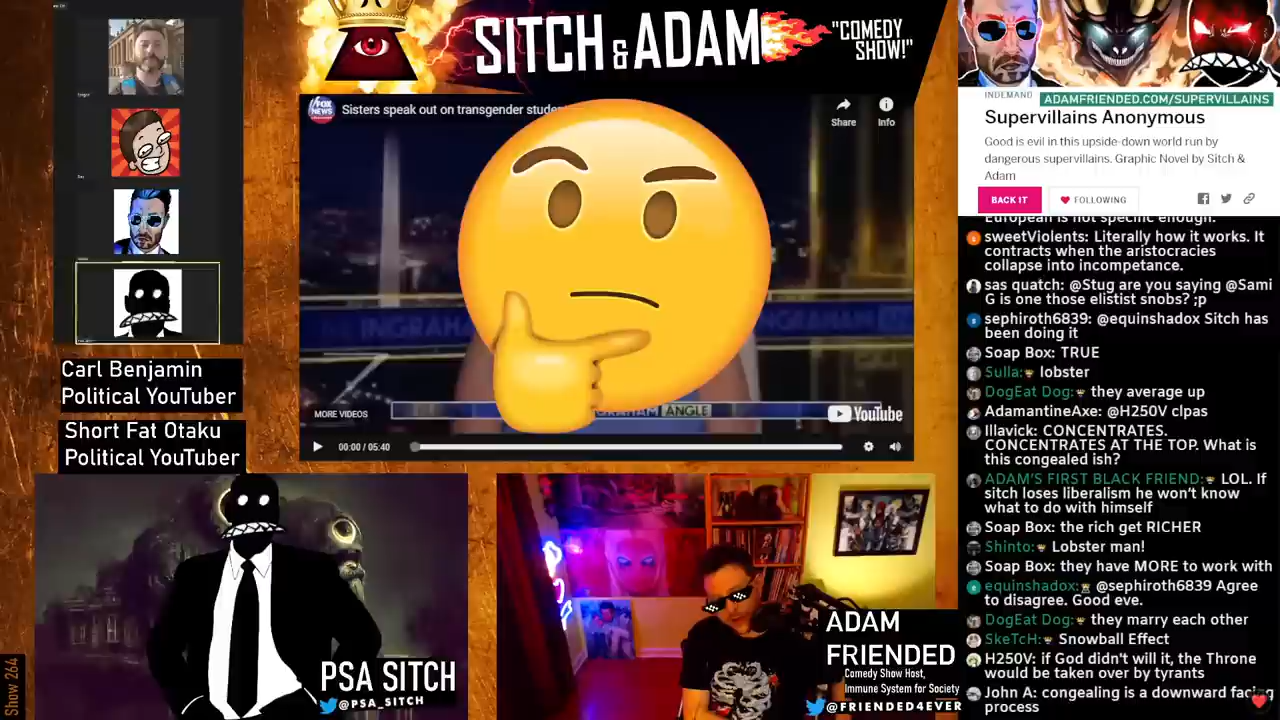 SITCH & ADAM
"COMEDY
SHOW!"
FOX
NEWS
Sisters speak out on transgender stude
Share
Info
INGRAHAM
INGRAHAM
INGRAHAM ANGLE
MORE VIDEOS
YouTube
00:00 / 05:40
Carl Benjamin
Political YouTuber
Short Fat Otaku
Political YouTuber
Show 264
PSA SITCH
@PSA_SITCH
ADAM
FRIENDED
Comedy Show Host,
Immune System for Society
@FRIENDED4EVER
INDEMAND
ADAMFRIENDED.COM/SUPERVILLAINS
Supervillains Anonymous
Good is evil in this upside-down world run by
dangerous supervillains. Graphic Novel by Sitch &
Adam
BACK IT
FOLLOWING
European is not specific enough.
sweetViolents: Literally how it works. It
contracts when the aristocracies
collapse into incompetance.
sas quatch: @Stug are you saying @Sami
G is one those elistist snobs? ;p
sephiroth6839: @equinshadox Sitch has
been doing it
Soap Box: TRUE
Sulla: lobster
DogEat Dog: they average up
AdamantineAxe: @H250V clpas
Illavick: CONCENTRATES.
CONCENTRATES AT THE TOP. What is
this congealed ish?
ADAM'S FIRST BLACK FRIEND: LOL. If
sitch loses liberalism he won't know
what to do with himself
Soap Box: the rich get RICHER
Shinto: Lobster man!
Soap Box: they have MORE to work with
equinshadox: @sephiroth6839 Agree
to disagree. Good eve.
DogEat Dog: they marry each other
SkeTcH: Snowball Effect
H250V: if God didn't will it, the Throne
would be taken over by tyrants
John A: congealing is a downward facing
process